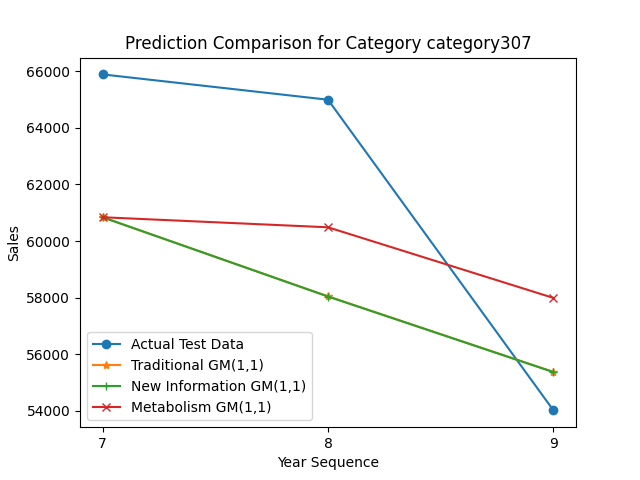 Prediction Comparison for Category category307
66000
64000
62000
60000
58000
56000
54000
Sales
Actual Test Data
Traditional GM(1,1)
New Information GM(1,1)
Metabolism GM(1,1)
7
8
9
Year Sequence